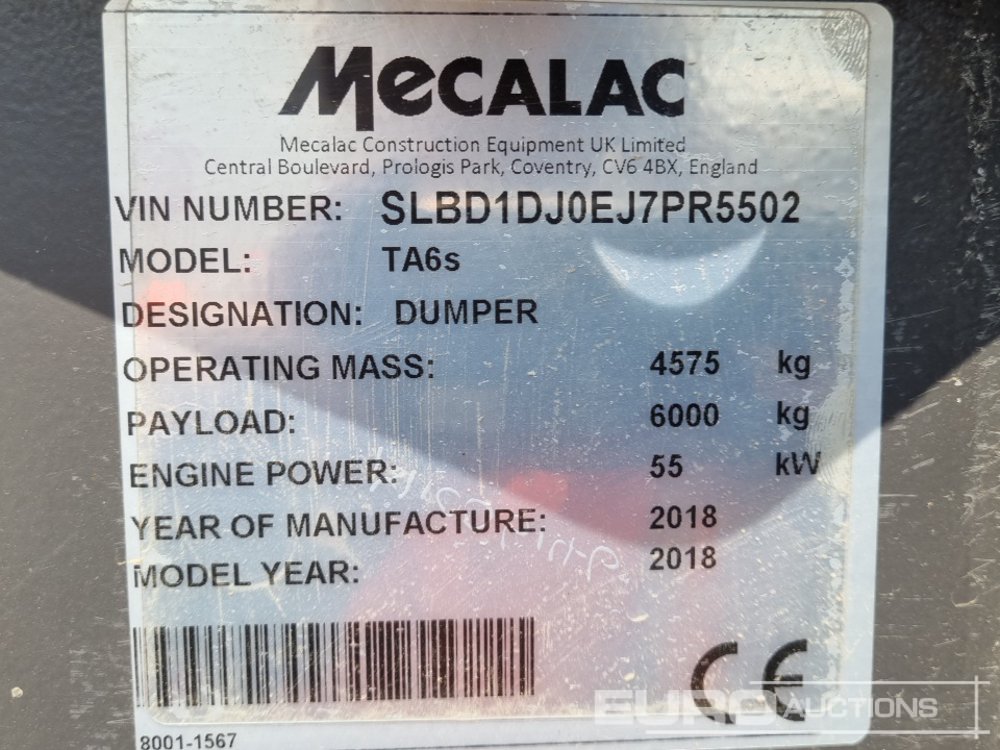 MECALAC
Mecalac Construction Equipment UK Limited
Central Boulevard, Prologis Park, Coventry, CV6 4BX, England
VIN NUMBER: SLBD1DJ0EJ7PR5502
MODEL: TA6s
DESIGNATION: DUMPER
OPERATING MASS: 4575 kg
PAYLOAD: 6000 kg
ENGINE POWER: 55 kW
YEAR OF MANUFACTURE: 2018
MODEL YEAR: 2018
CE
EURO AUCTIONS
8001-1567